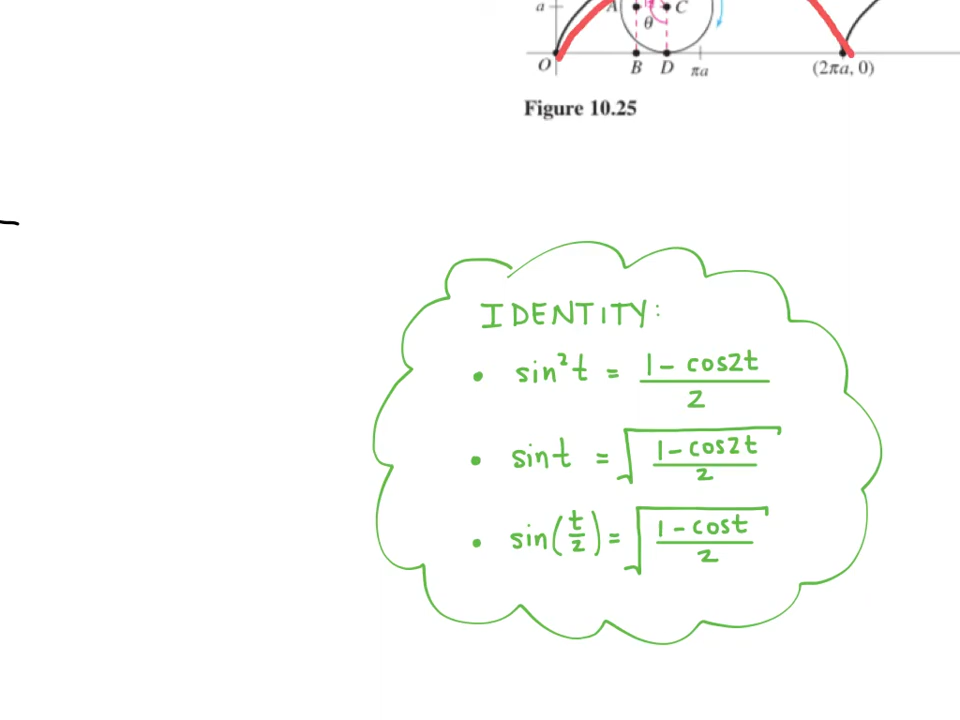 a A θ C
O B D πa (2πa, 0)
Figure 10.25
IDENTITY:
• sin²t = (1 - cos2t)/2
• sint = √((1 - cos2t)/2)
• sin(t/2) = √((1 - cost)/2)